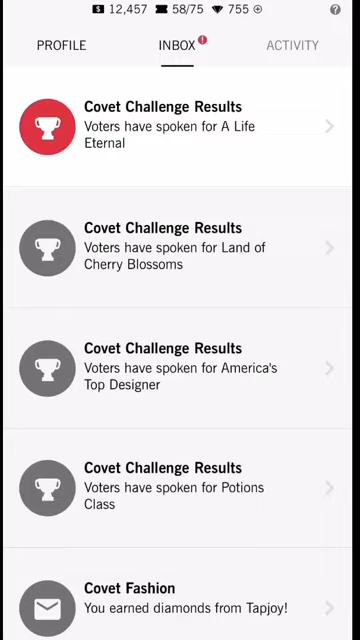 $ 12,457 58/75 755 ?
PROFILE INBOX ! ACTIVITY
Covet Challenge Results
Voters have spoken for A Life
Eternal
Covet Challenge Results
Voters have spoken for Land of
Cherry Blossoms
Covet Challenge Results
Voters have spoken for America's
Top Designer
Covet Challenge Results
Voters have spoken for Potions
Class
Covet Fashion
You earned diamonds from Tapjoy!